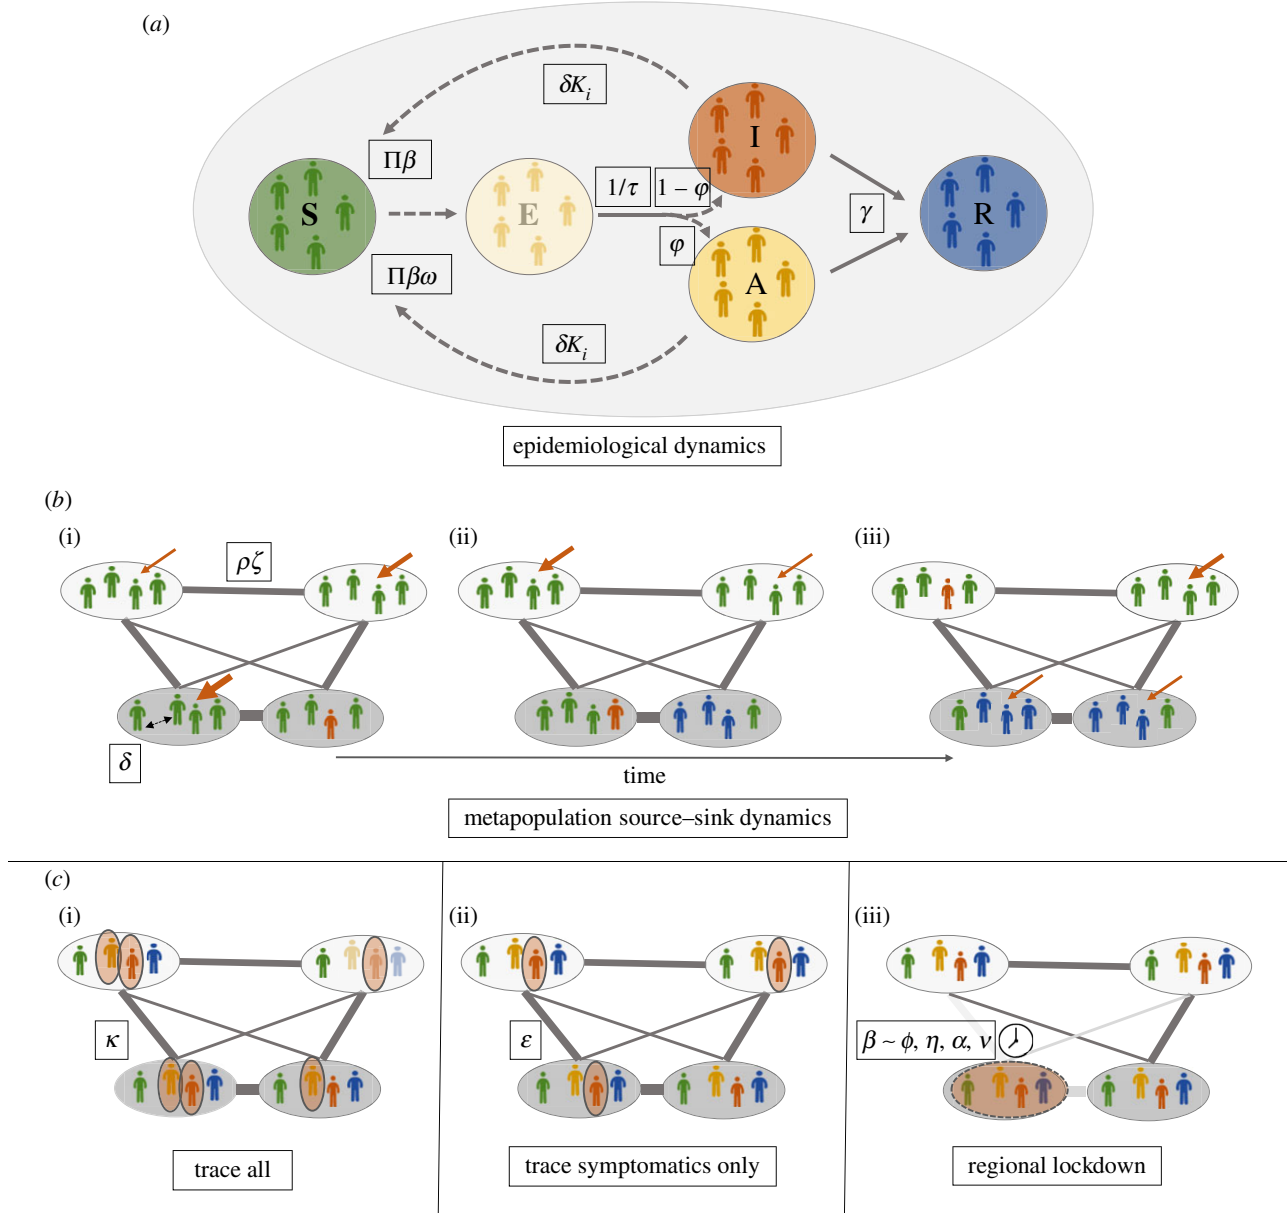 (a)
δK_i
I
Πβ
1/τ
1 − φ
S
E
γ
R
φ
Πβω
A
δK_i
epidemiological dynamics
(b)
(i)
(ii)
(iii)
ρζ
δ
time
metapopulation source–sink dynamics
(c)
(i)
(ii)
(iii)
κ
ε
β ~ ϕ, η, α, ν
trace all
trace symptomatics only
regional lockdown